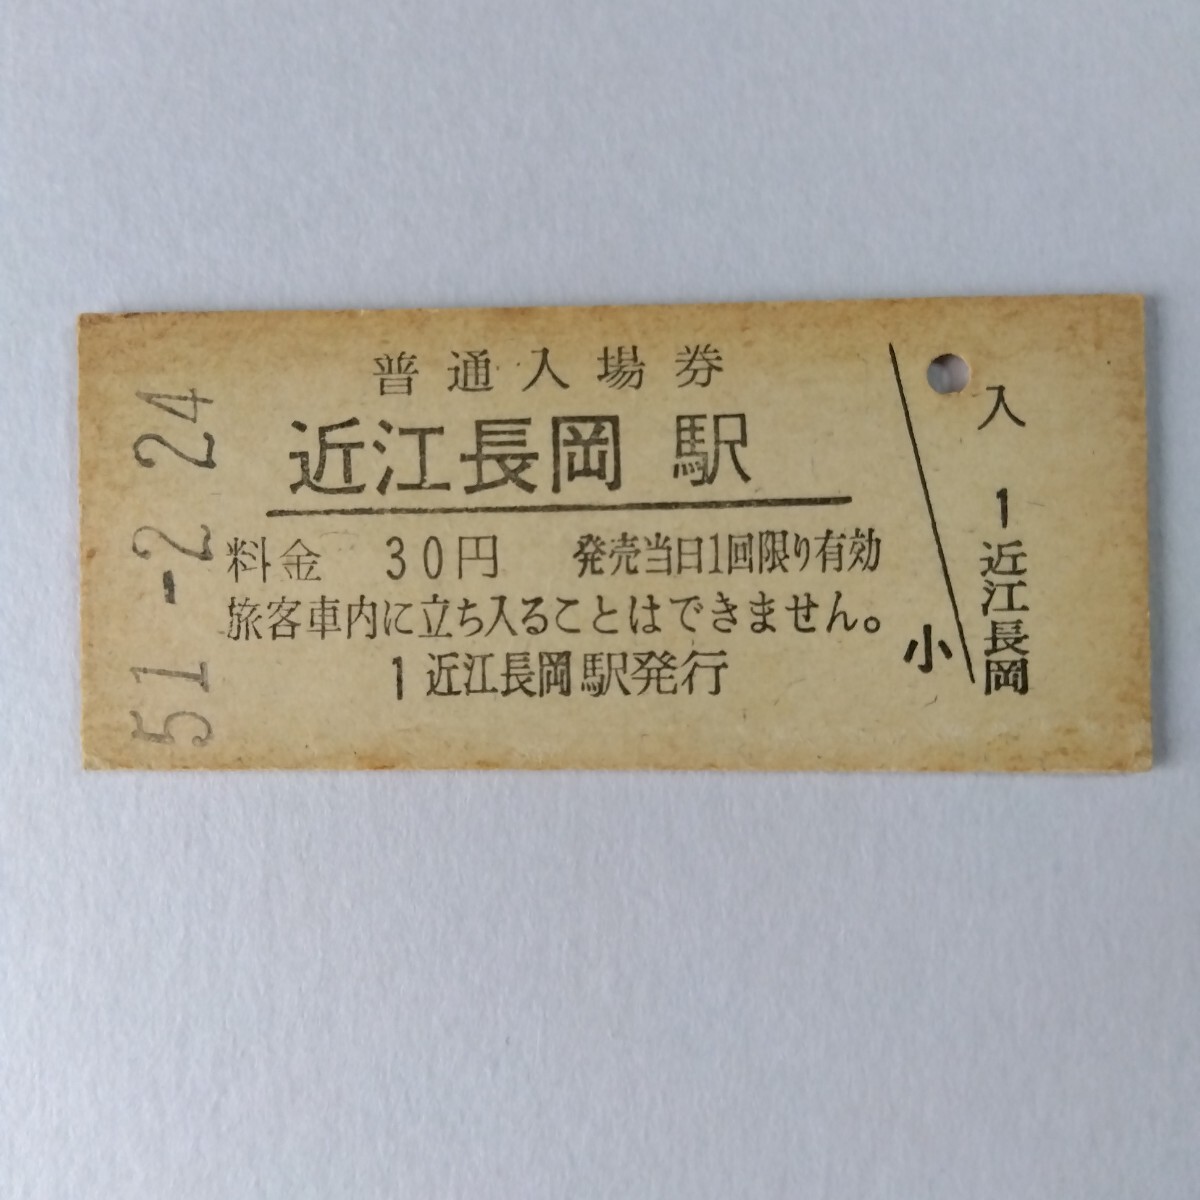 普通入場券
近江長岡 駅
料金 30円 発売当日1回限り有効
旅客車内に立ち入ることはできません。
1 近江長岡駅発行
小
入
1近江長岡
51-2 24